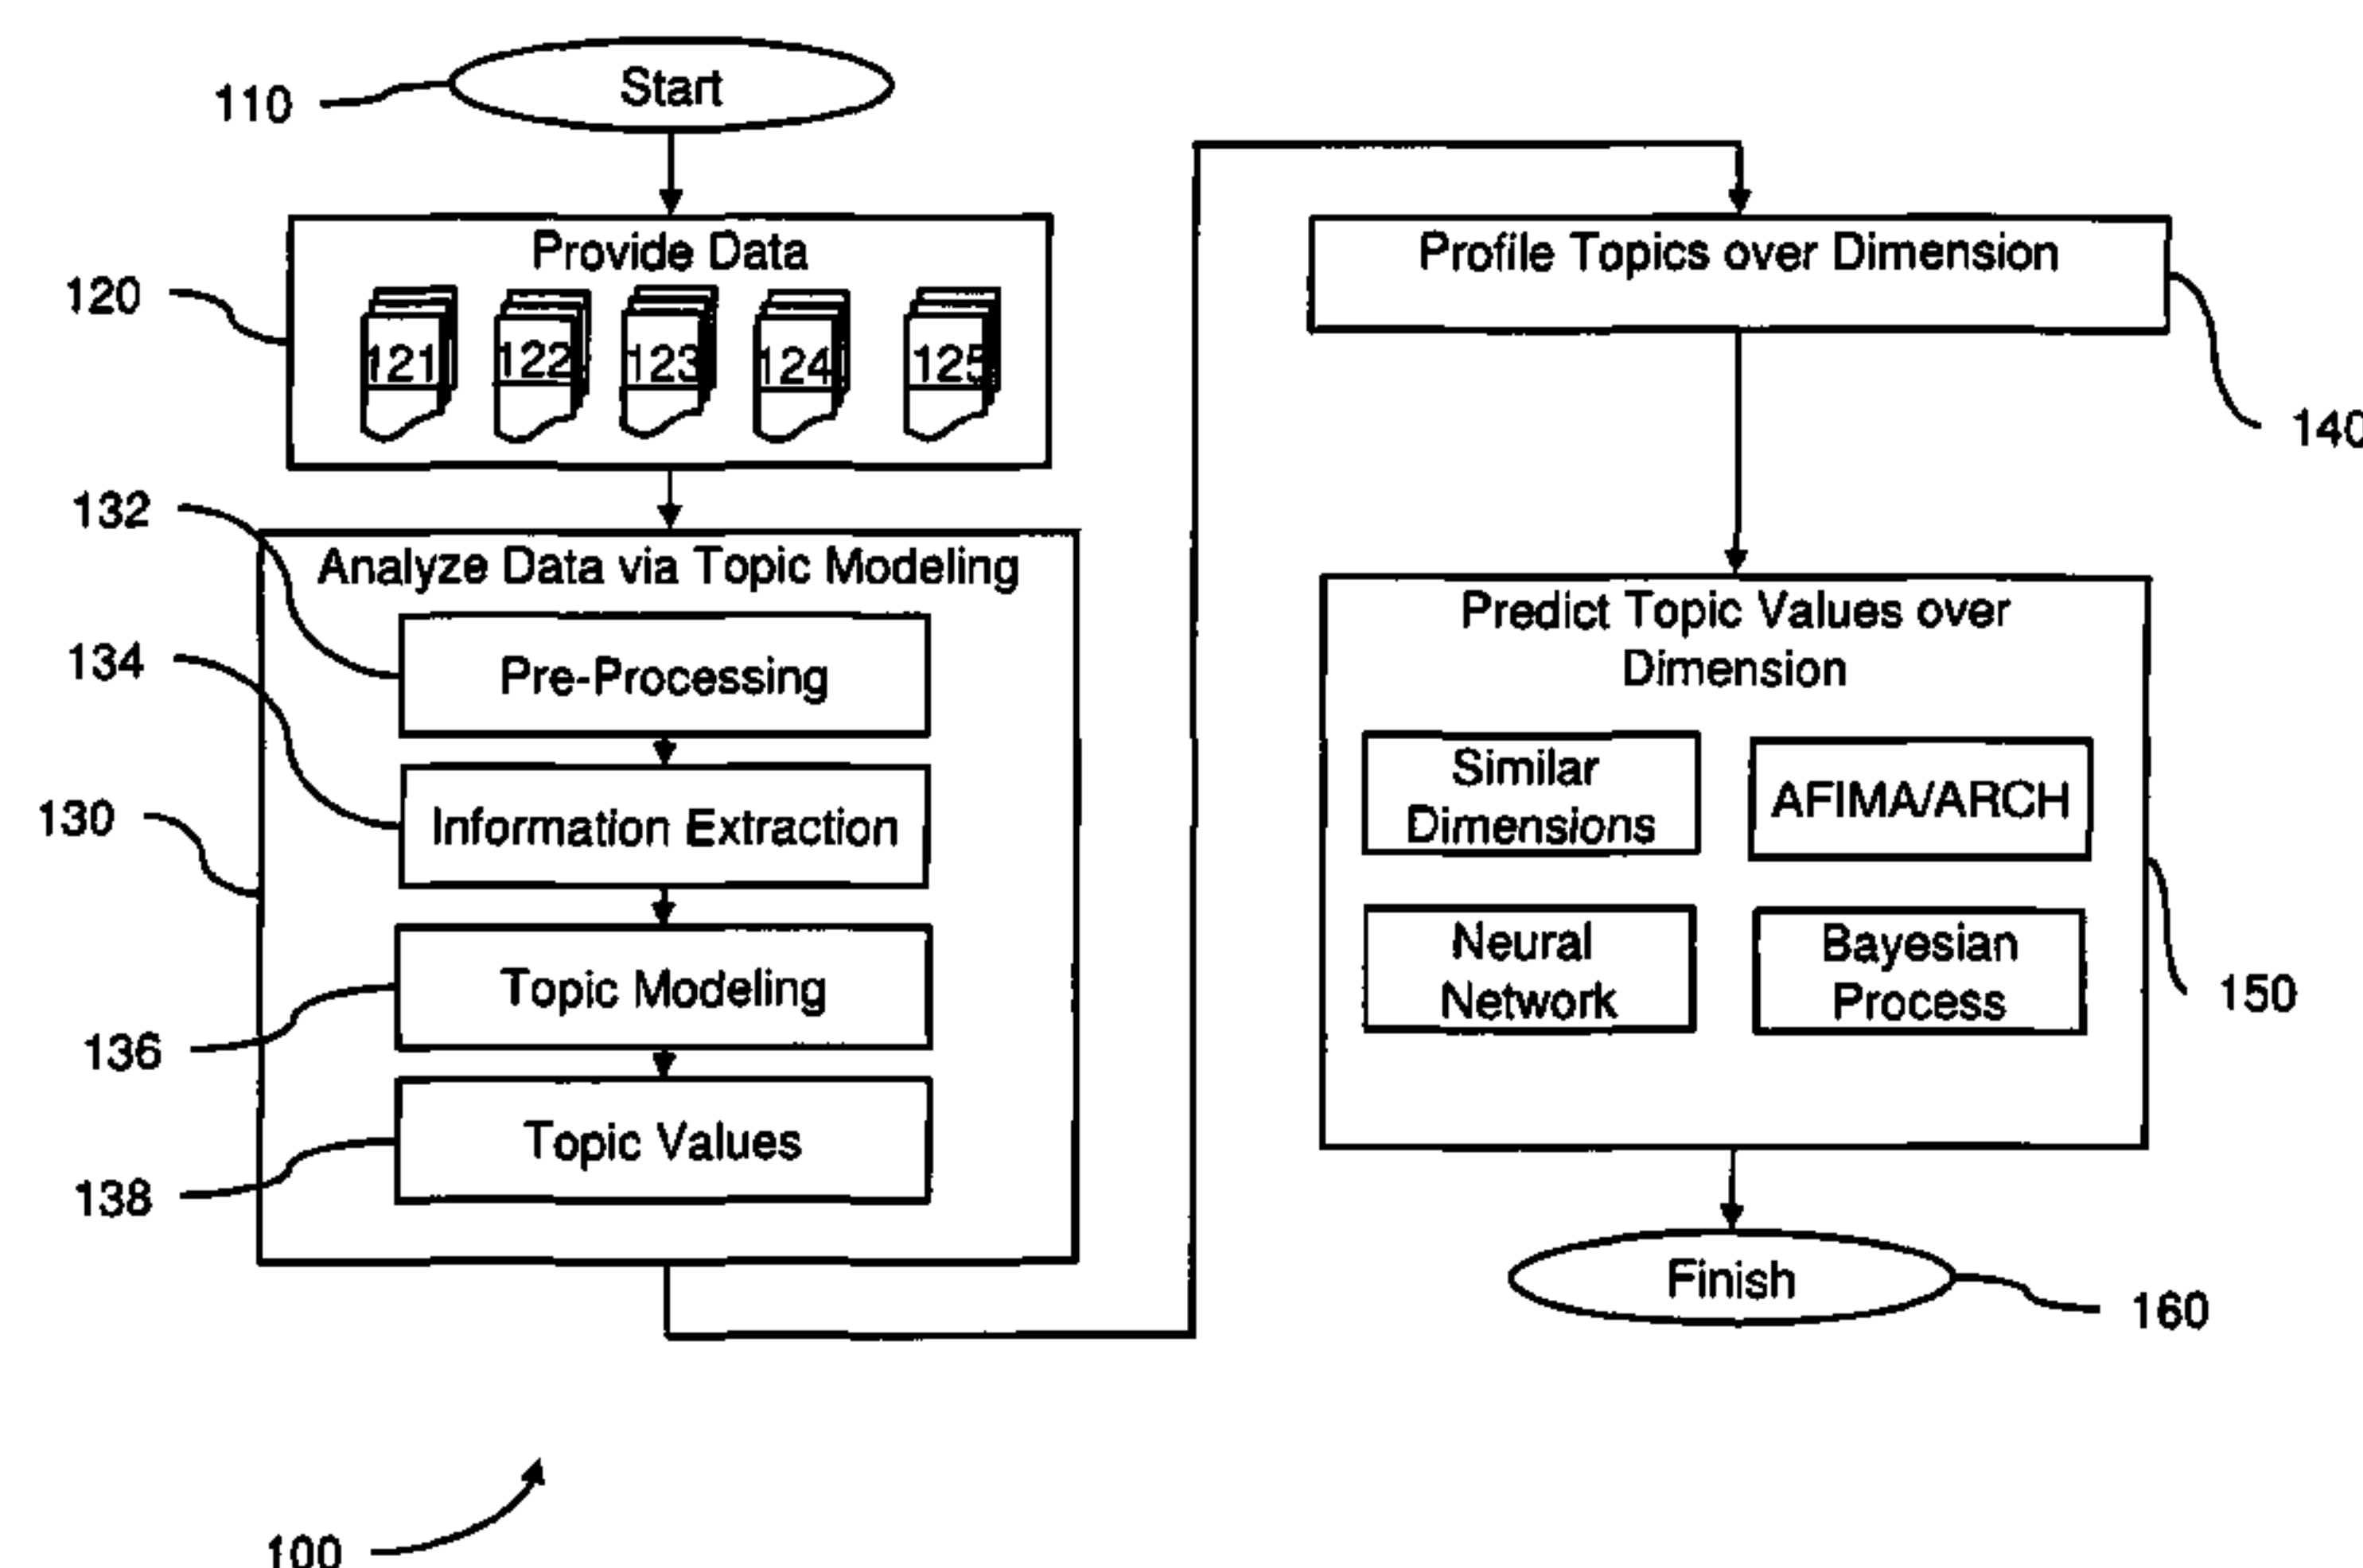 110
Start
Provide Data
120
121 122 123 124 125
132
Analyze Data via Topic Modeling
Pre-Processing
134
Information Extraction
130
Topic Modeling
136
Topic Values
138
Profile Topics over Dimension
140
Predict Topic Values over
Dimension
Similar
Dimensions
AFIMA/ARCH
Neural
Network
Bayesian
Process
150
Finish
160
100